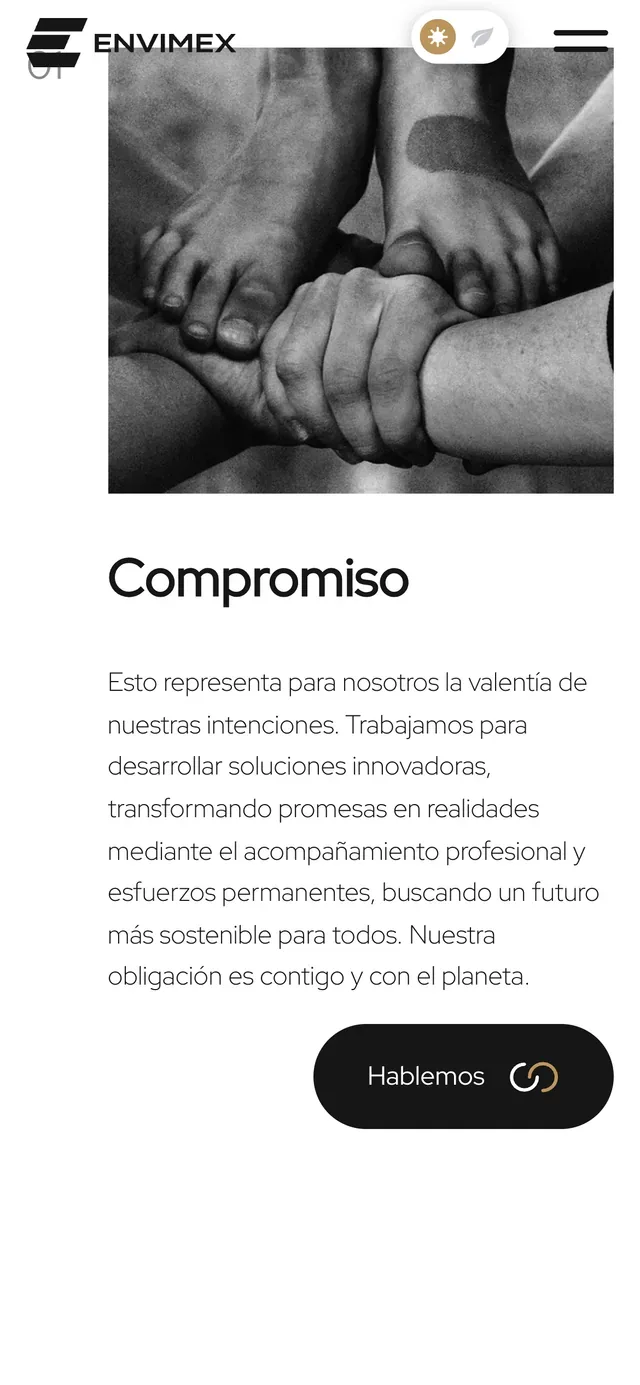 ENVIMEX
Compromiso
Esto representa para nosotros la valentía de
nuestras intenciones. Trabajamos para
desarrollar soluciones innovadoras,
transformando promesas en realidades
mediante el acompañamiento profesional y
esfuerzos permanentes, buscando un futuro
más sostenible para todos. Nuestra
obligación es contigo y con el planeta.
Hablemos